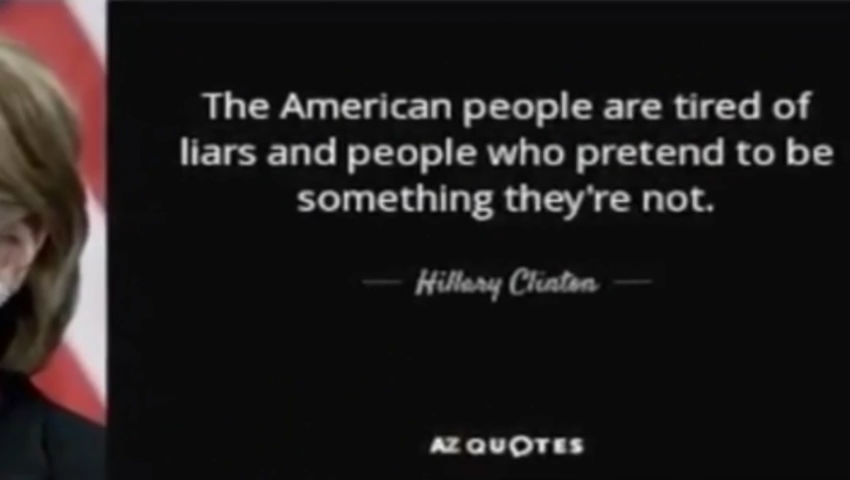 The American people are tired of
liars and people who pretend to be
something they're not.
Hillary Clinton
AZ QUOTES